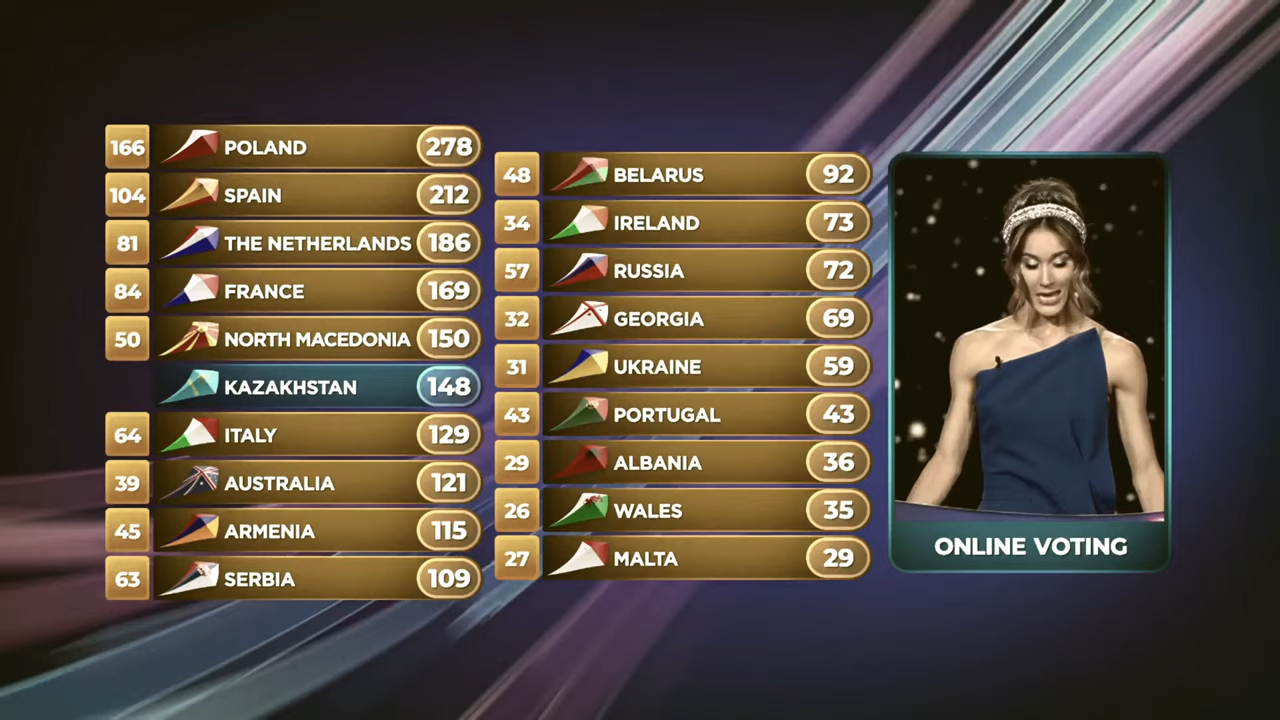 166 POLAND 278
104 SPAIN 212
81 THE NETHERLANDS 186
84 FRANCE 169
50 NORTH MACEDONIA 150
KAZAKHSTAN 148
64 ITALY 129
39 AUSTRALIA 121
45 ARMENIA 115
63 SERBIA 109
48 BELARUS 92
34 IRELAND 73
57 RUSSIA 72
32 GEORGIA 69
31 UKRAINE 59
43 PORTUGAL 43
29 ALBANIA 36
26 WALES 35
27 MALTA 29
ONLINE VOTING